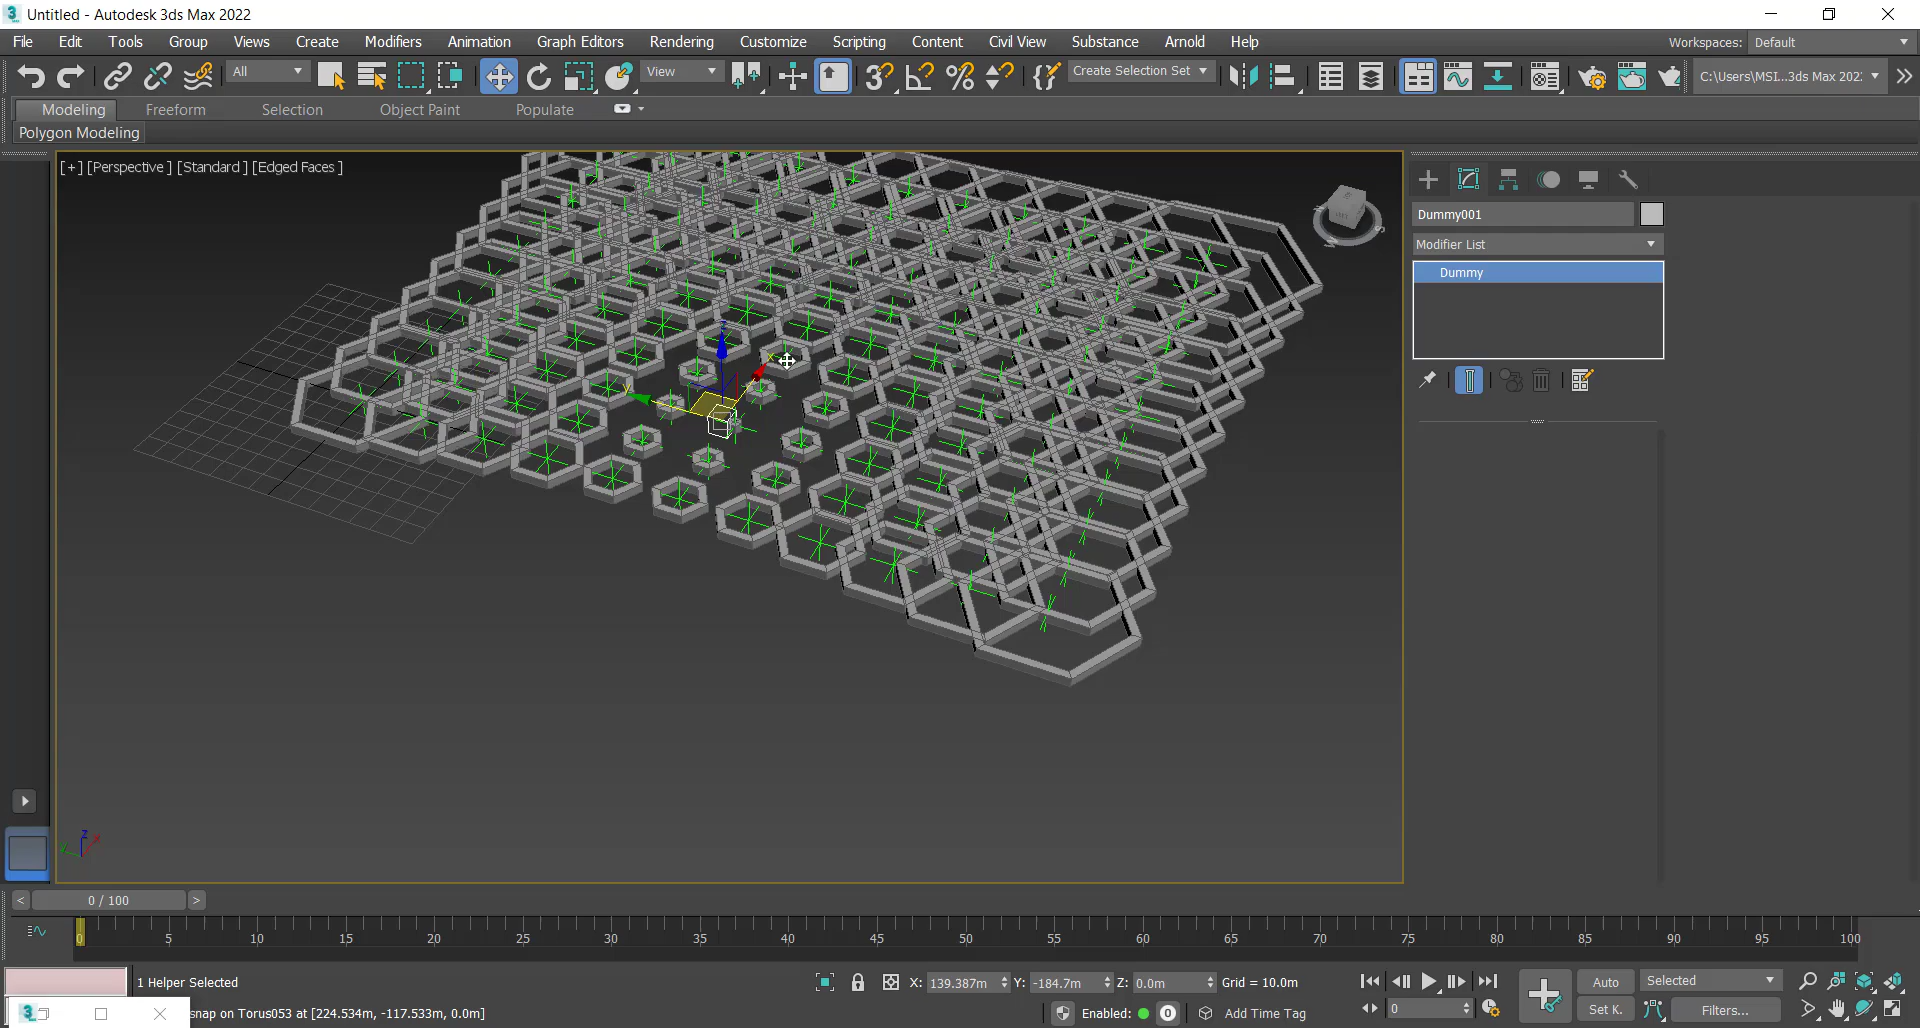 Untitled - Autodesk 3ds Max 2022
File Edit Tools Group Views Create Modifiers Animation Graph Editors Rendering Customize Scripting Content Civil View Substance Arnold Help Workspaces: Default
All View Create Selection Set C:\Users\MSI...3ds Max 202
Modeling Freeform Selection Object Paint Populate
Polygon Modeling
[+] [Perspective ] [Standard ] [Edged Faces ]
Dummy001
Modifier List
Dummy
z
x
y
z
x
0 / 100
0 5 10 15 20 25 30 35 40 45 50 55 60 65 70 75 80 85 90 95 100
1 Helper Selected X: 139.387m Y: -184.7m Z: 0.0m Grid = 10.0m Auto Selected
snap on Torus053 at [224.534m, -117.533m, 0.0m] Enabled: 0 Add Time Tag 0 Set K. Filters...